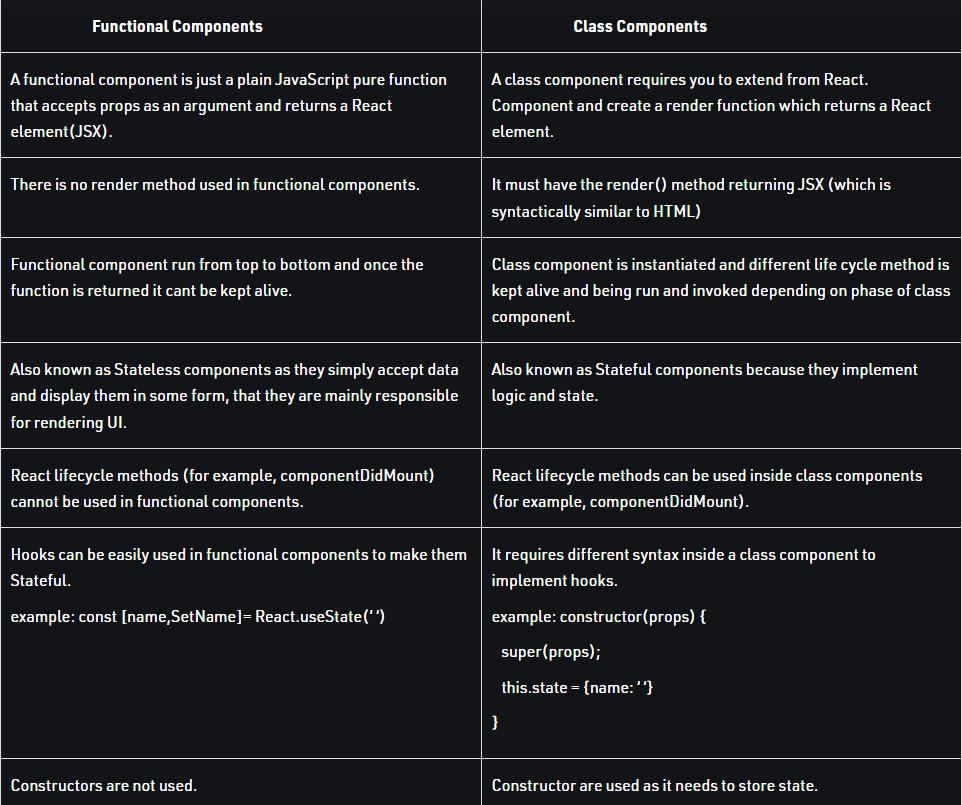 Functional Components
Class Components
A functional component is just a plain JavaScript pure function
that accepts props as an argument and returns a React
element(JSX).
A class component requires you to extend from React.
Component and create a render function which returns a React
element.
There is no render method used in functional components.
It must have the render() method returning JSX (which is
syntactically similar to HTML)
Functional component run from top to bottom and once the
function is returned it cant be kept alive.
Class component is instantiated and different life cycle method is
kept alive and being run and invoked depending on phase of class
component.
Also known as Stateless components as they simply accept data
and display them in some form, that they are mainly responsible
for rendering UI.
Also known as Stateful components because they implement
logic and state.
React lifecycle methods (for example, componentDidMount)
cannot be used in functional components.
React lifecycle methods can be used inside class components
(for example, componentDidMount).
Hooks can be easily used in functional components to make them
Stateful.
example: const [name,SetName]= React.useState(‘ ’)
It requires different syntax inside a class component to
implement hooks.
example: constructor(props) {
super(props);
this.state = {name: ‘ ’}
}
Constructors are not used.
Constructor are used as it needs to store state.